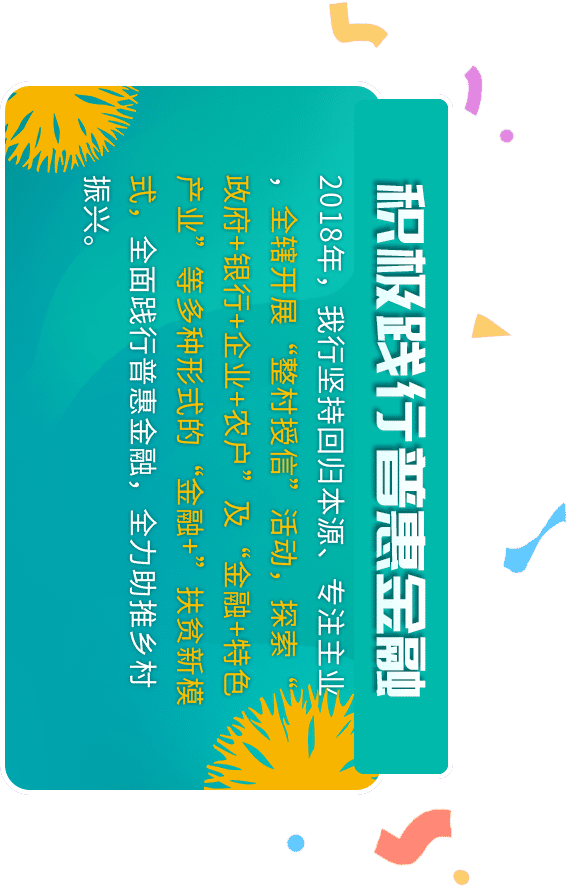 积极践行普惠金融
2018年，我行坚持回归本源、专注主业
，全辖开展“整村授信”活动，探索“
政府+银行+企业+农户”及“金融+特色
产业”等多种形式的“金融+”扶贫新模
式，全面践行普惠金融，全力助推乡村
振兴。